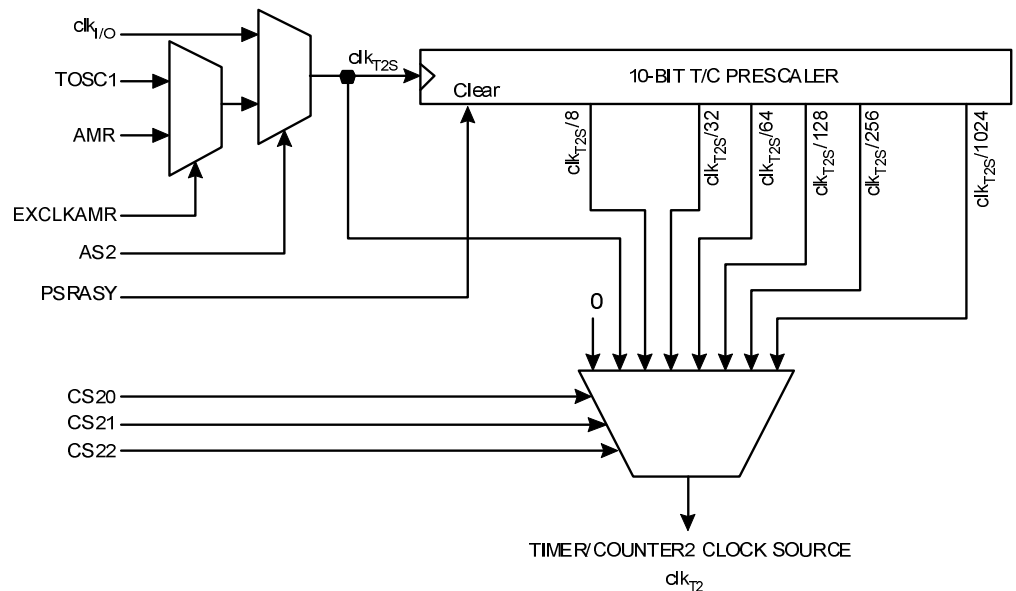 clkI/O
TOSC1
AMR
EXCLKAMR
AS2
PSRASY
clkT2S
10-BIT T/C PRESCALER
Clear
clkT2S/8
clkT2S/32
clkT2S/64
clkT2S/128
clkT2S/256
clkT2S/1024
0
CS20
CS21
CS22
TIMER/COUNTER2 CLOCK SOURCE
clkT2